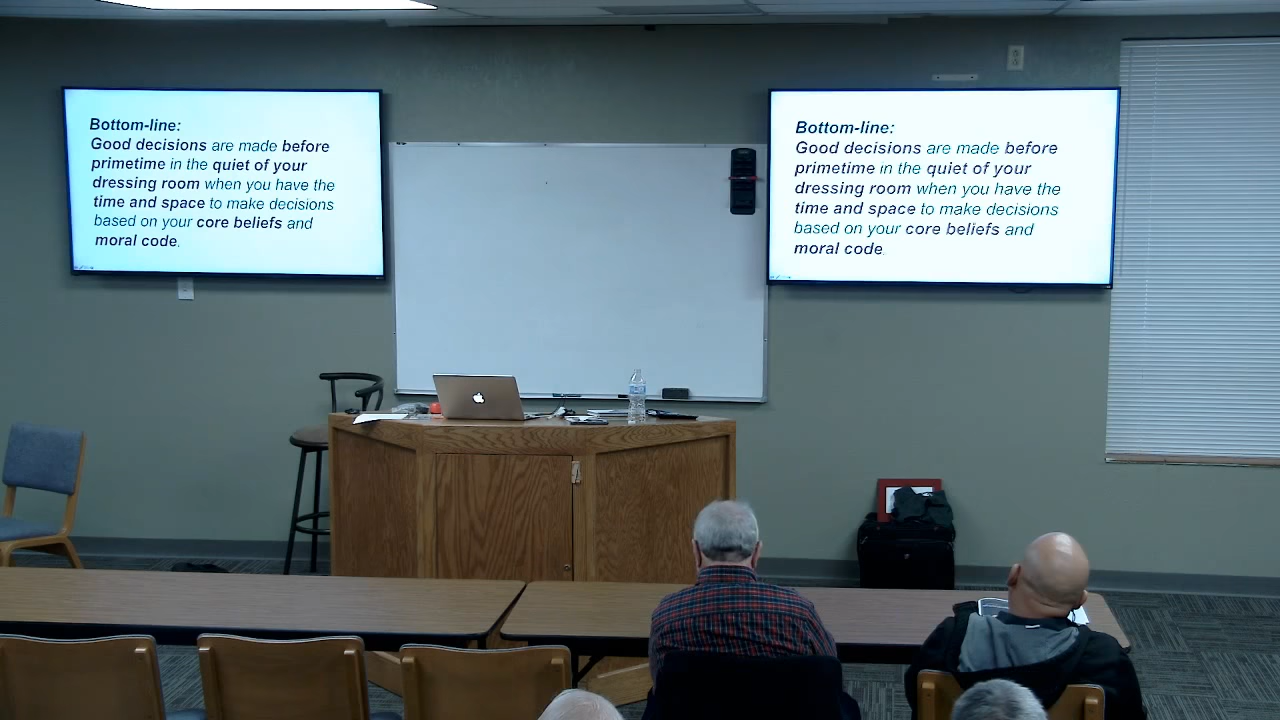 Bottom-line:
Good decisions are made before
primetime in the quiet of your
dressing room when you have the
time and space to make decisions
based on your core beliefs and
moral code.
Bottom-line:
Good decisions are made before
primetime in the quiet of your
dressing room when you have the
time and space to make decisions
based on your core beliefs and
moral code.